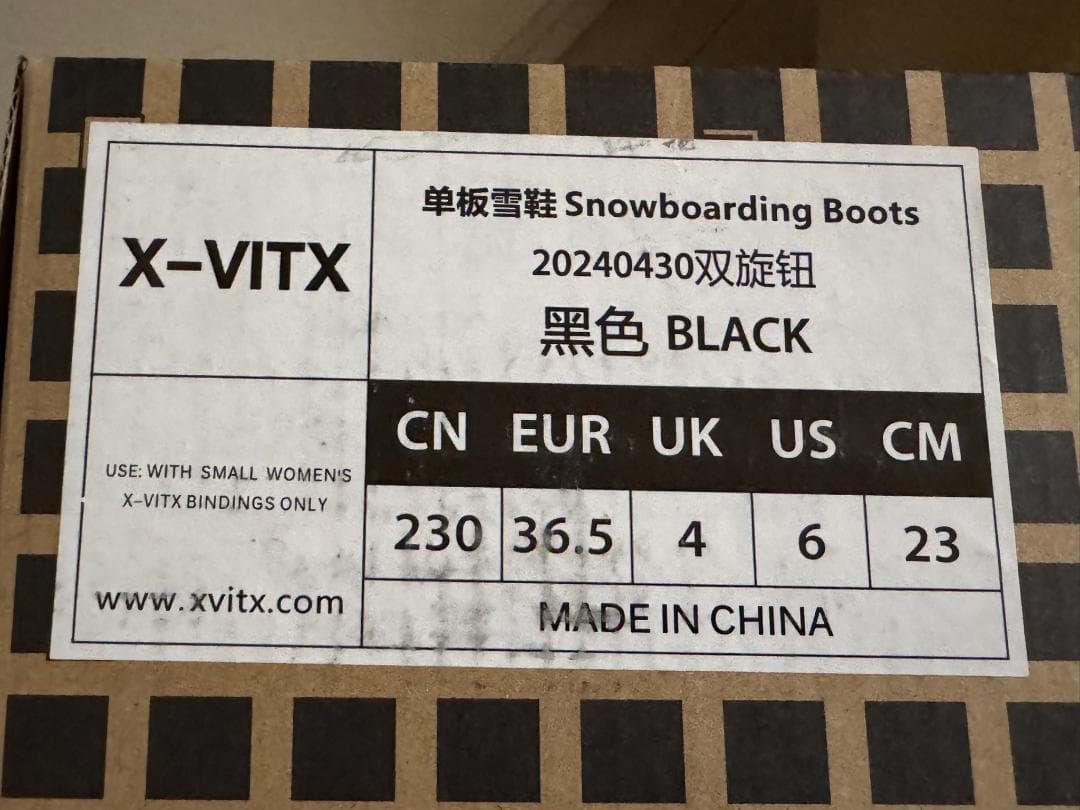 X-VITX
单板雪鞋 Snowboarding Boots
20240430双旋钮
黑色 BLACK
USE: WITH SMALL WOMEN'S
X-VITX BINDINGS ONLY
www.xvitx.com
CN EUR UK US CM
230 36.5 4 6 23
MADE IN CHINA